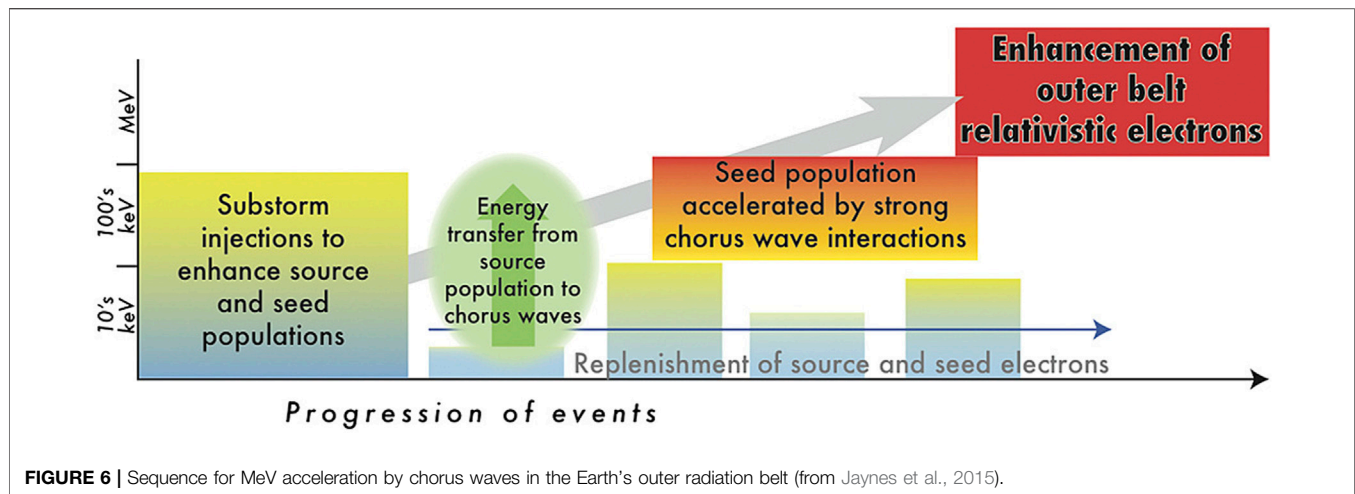 Enhancement of
outer belt
relativistic electrons
MeV
100's
keV
10's
keV
Substorm
injections to
enhance source
and seed
populations
Energy
transfer from
source
population to
chorus waves
Seed population
accelerated by strong
chorus wave interactions
Replenishment of source and seed electrons
Progression of events
FIGURE 6 | Sequence for MeV acceleration by chorus waves in the Earth's outer radiation belt (from Jaynes et al., 2015).